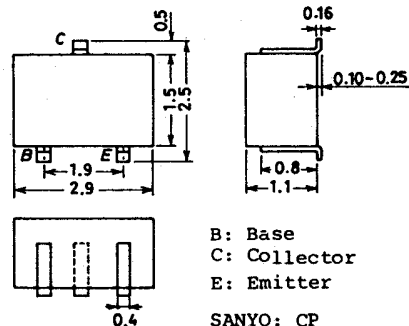 C
0.5
0.16
1.5
2.5
0.10-0.25
B
E
1.9
2.9
0.8
1.1
0.4
B: Base
C: Collector
E: Emitter
SANYO: CP